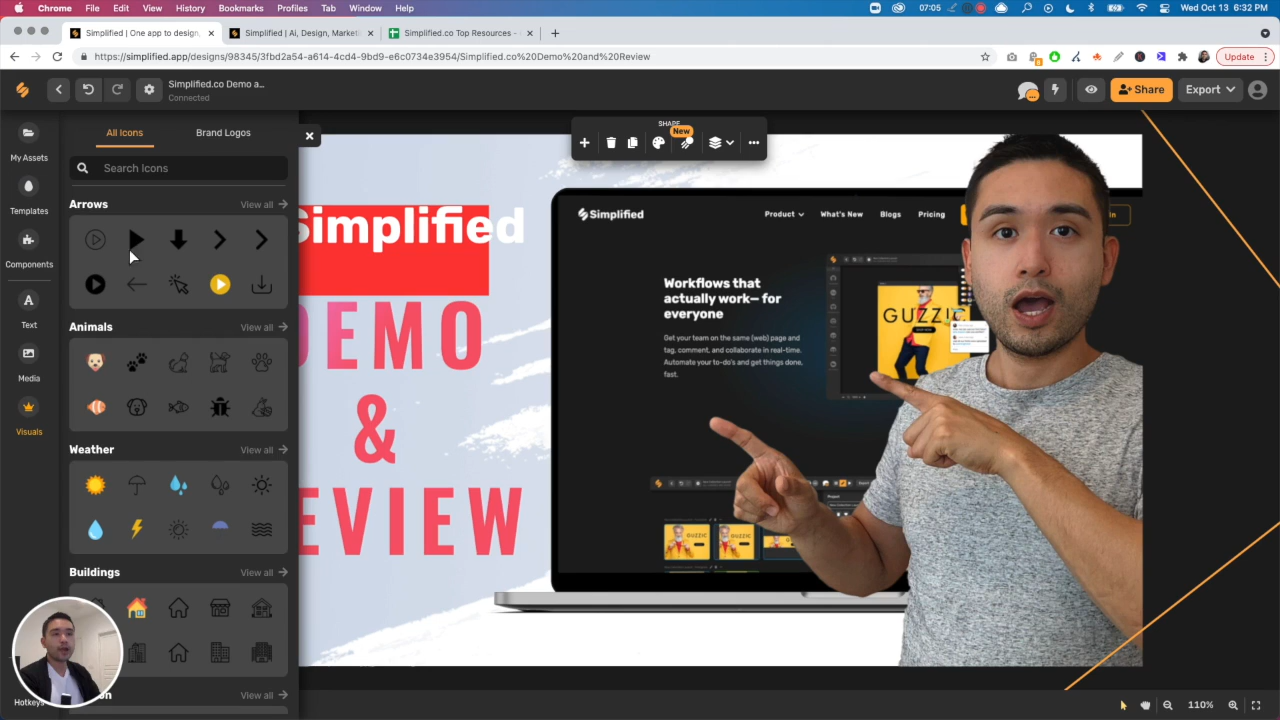 Chrome File Edit View History Bookmarks Profiles Tab Window Help 07:05 Wed Oct 13 6:32 PM
Simplified | One app to design, Simplified | Ai, Design, Marketi Simplified.co Top Resources -
https://simplified.app/designs/98345/3fbd2a54-a614-4cd4-9bd9-e6c0734e3954/Simplified.co%20Demo%20and%20Review Update
Simplified.co Demo a...
Connected
Share Export
My Assets
Templates
Components
Text
Media
Visuals
Hotkeys
All Icons Brand Logos
Search Icons
Arrows View all
Animals View all
Weather View all
Buildings View all
View all
SHAPE
New
Simplified
DEMO
&
EVIEW
Simplified Product What's New Blogs Pricing in
Workflows that
actually work— for
everyone
Get your team on the same (web) page and
tag, comment, and collaborate in real-time.
Automate your to-do's and get things done,
fast.
GUZZIE
110%